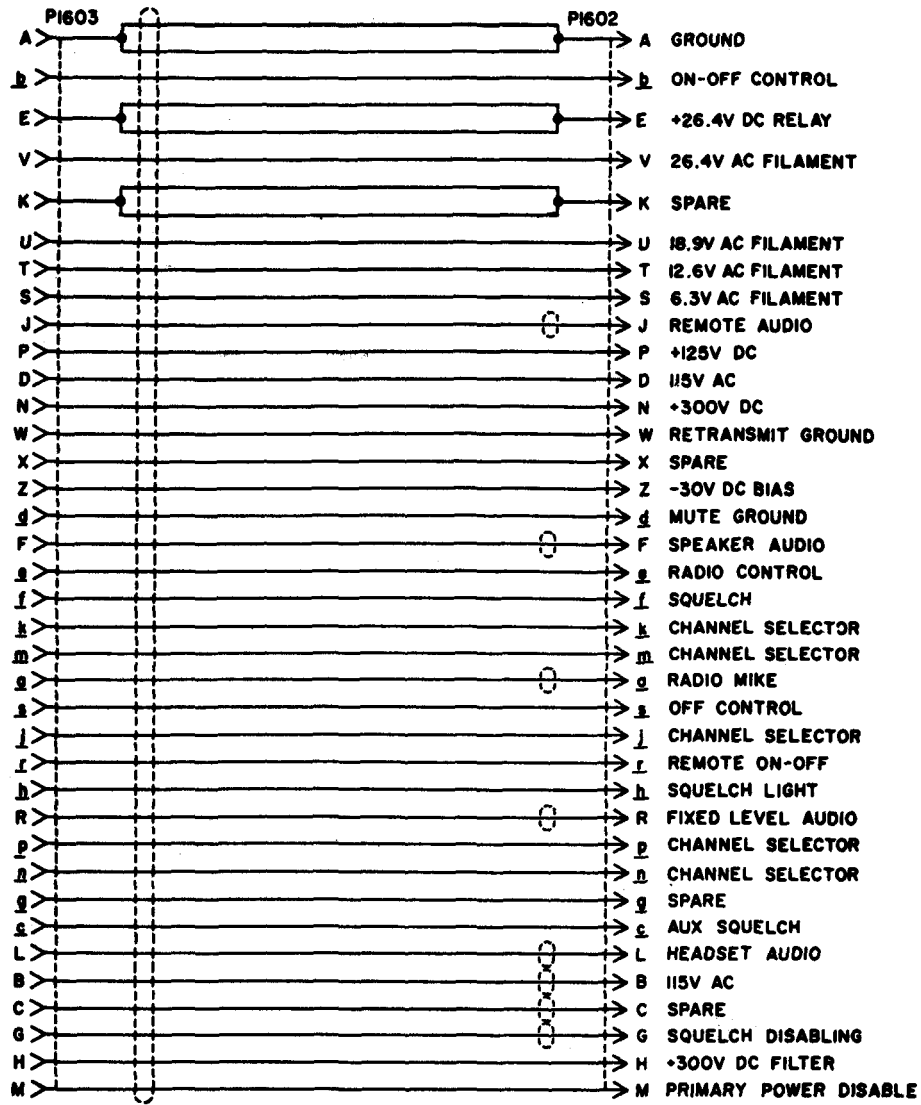 P1603 P1602
A A GROUND
b b ON-OFF CONTROL
E E +26.4V DC RELAY
V V 26.4V AC FILAMENT
K K SPARE
U U 18.9V AC FILAMENT
T T 12.6V AC FILAMENT
S S 6.3V AC FILAMENT
J J REMOTE AUDIO
P P +125V DC
D D 115V AC
N N +300V DC
W W RETRANSMIT GROUND
X X SPARE
Z Z -30V DC BIAS
d d MUTE GROUND
F F SPEAKER AUDIO
e e RADIO CONTROL
f f SQUELCH
k k CHANNEL SELECTOR
m m CHANNEL SELECTOR
a a RADIO MIKE
s s OFF CONTROL
j j CHANNEL SELECTOR
r r REMOTE ON-OFF
h h SQUELCH LIGHT
R R FIXED LEVEL AUDIO
p p CHANNEL SELECTOR
n n CHANNEL SELECTOR
g g SPARE
c c AUX SQUELCH
L L HEADSET AUDIO
B B 115V AC
C C SPARE
G G SQUELCH DISABLING
H H +300V DC FILTER
M M PRIMARY POWER DISABLE